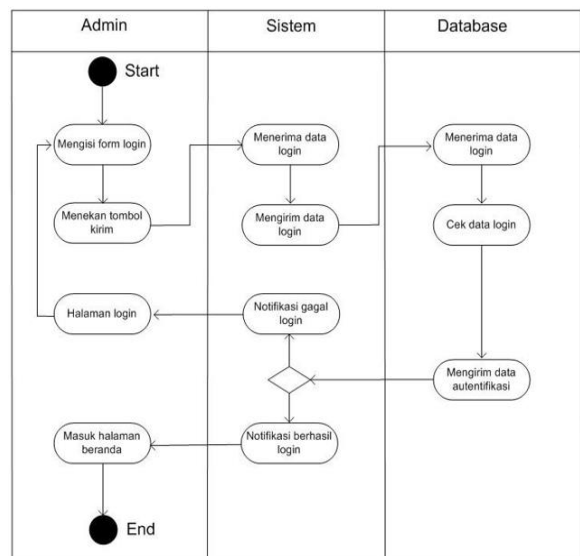 Admin
Sistem
Database
Start
Mengisi form login
Menerima data
login
Menerima data
login
Menekan tombol
kirim
Mengirim data
login
Cek data login
Halaman login
Notifikasi gagal
login
Mengirim data
autentifikasi
Masuk halaman
beranda
Notifikasi berhasil
login
End